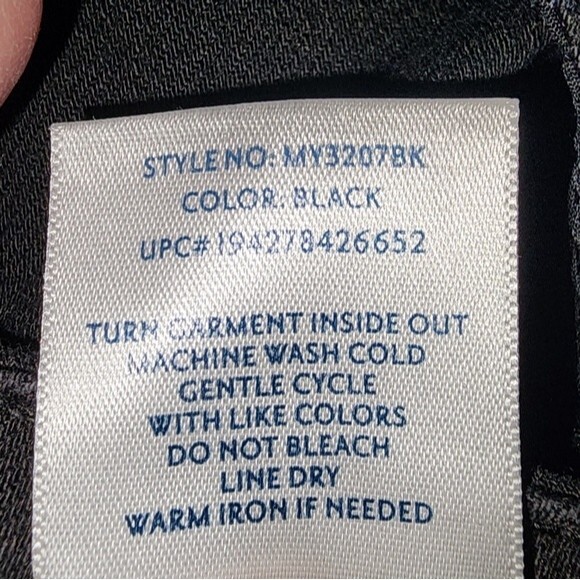 STYLE NO: MY3207BK
COLOR: BLACK
UPC# 194278426652
TURN GARMENT INSIDE OUT
MACHINE WASH COLD
GENTLE CYCLE
WITH LIKE COLORS
DO NOT BLEACH
LINE DRY
WARM IRON IF NEEDED